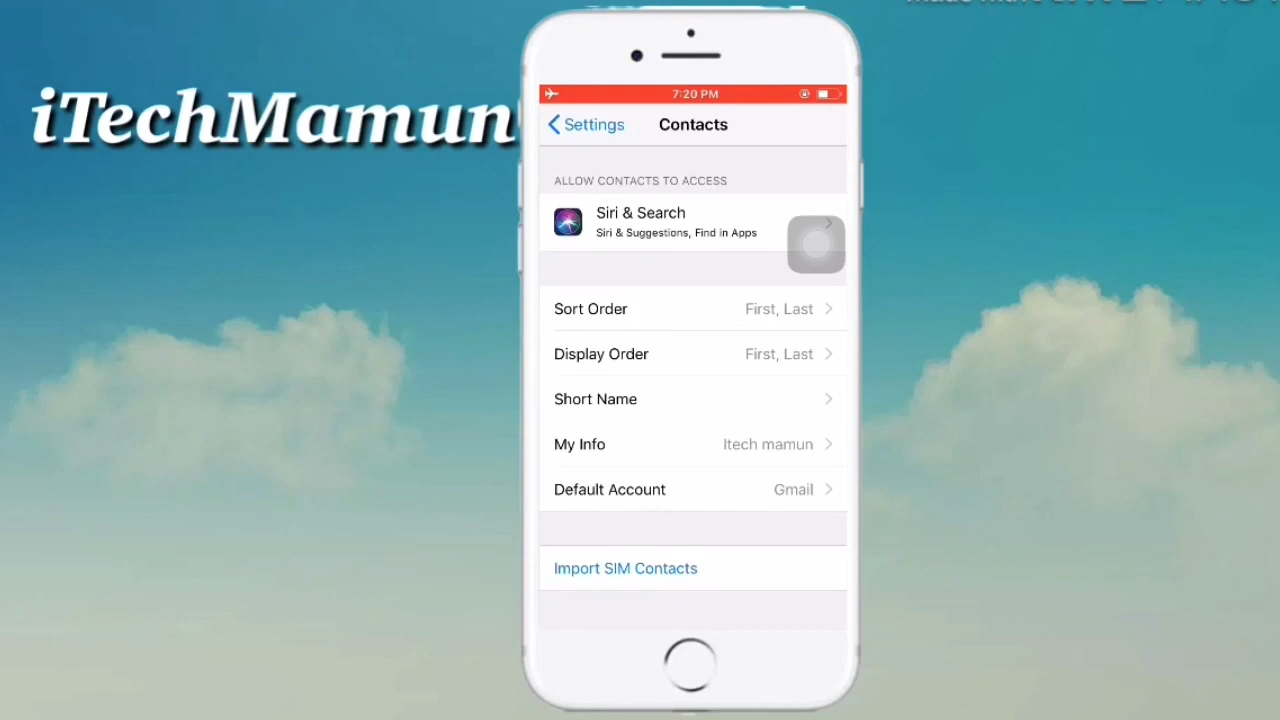 iTechMamun
7:20 PM
Settings
Contacts
ALLOW CONTACTS TO ACCESS
Siri & Search
Siri & Suggestions, Find in Apps
Sort Order First, Last
Display Order First, Last
Short Name
My Info Itech mamun
Default Account Gmail
Import SIM Contacts